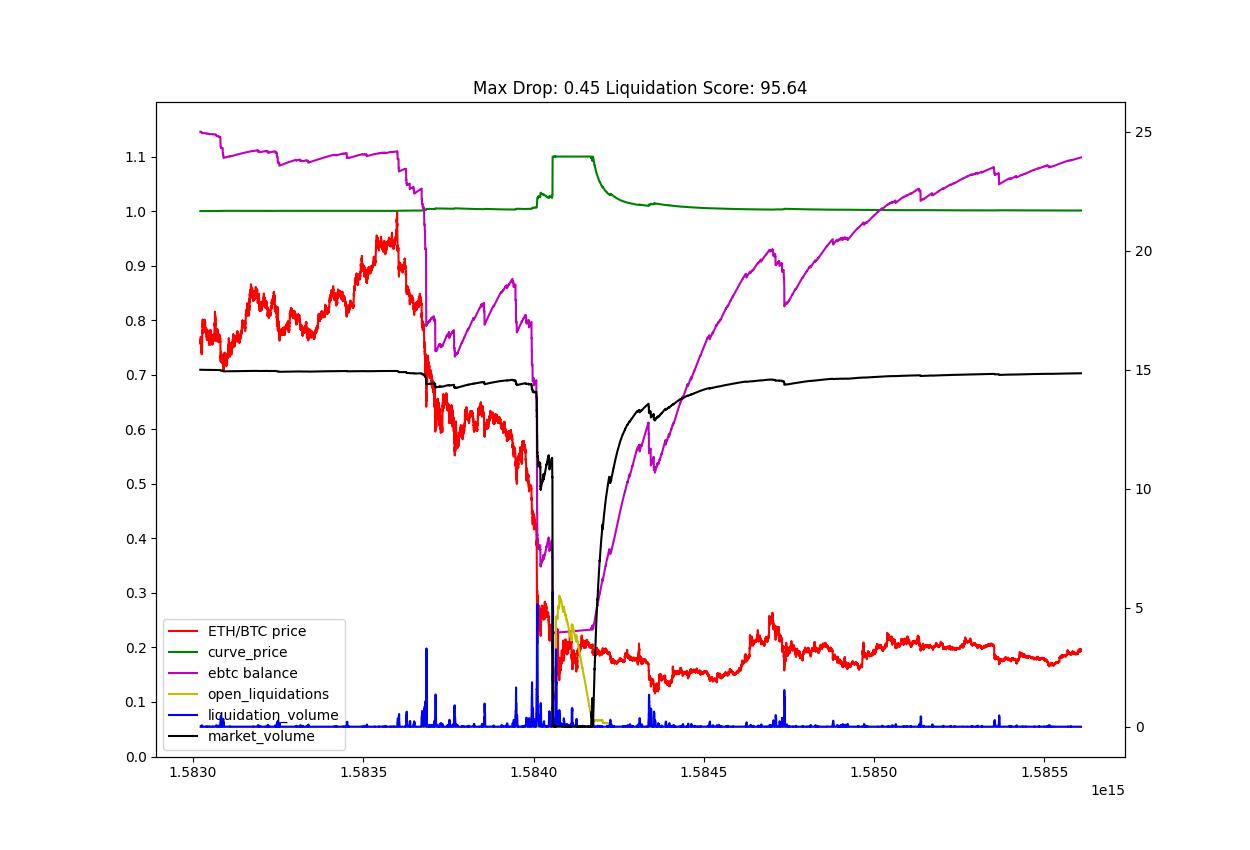 Max Drop: 0.45 Liquidation Score: 95.64
1.1
1.0
0.9
0.8
0.7
0.6
0.5
0.4
0.3
0.2
0.1
0.0
25
20
15
10
5
0
ETH/BTC price
curve_price
ebtc balance
open_liquidations
liquidation_volume
market_volume
1.5830 1.5835 1.5840 1.5845 1.5850 1.5855
1e15